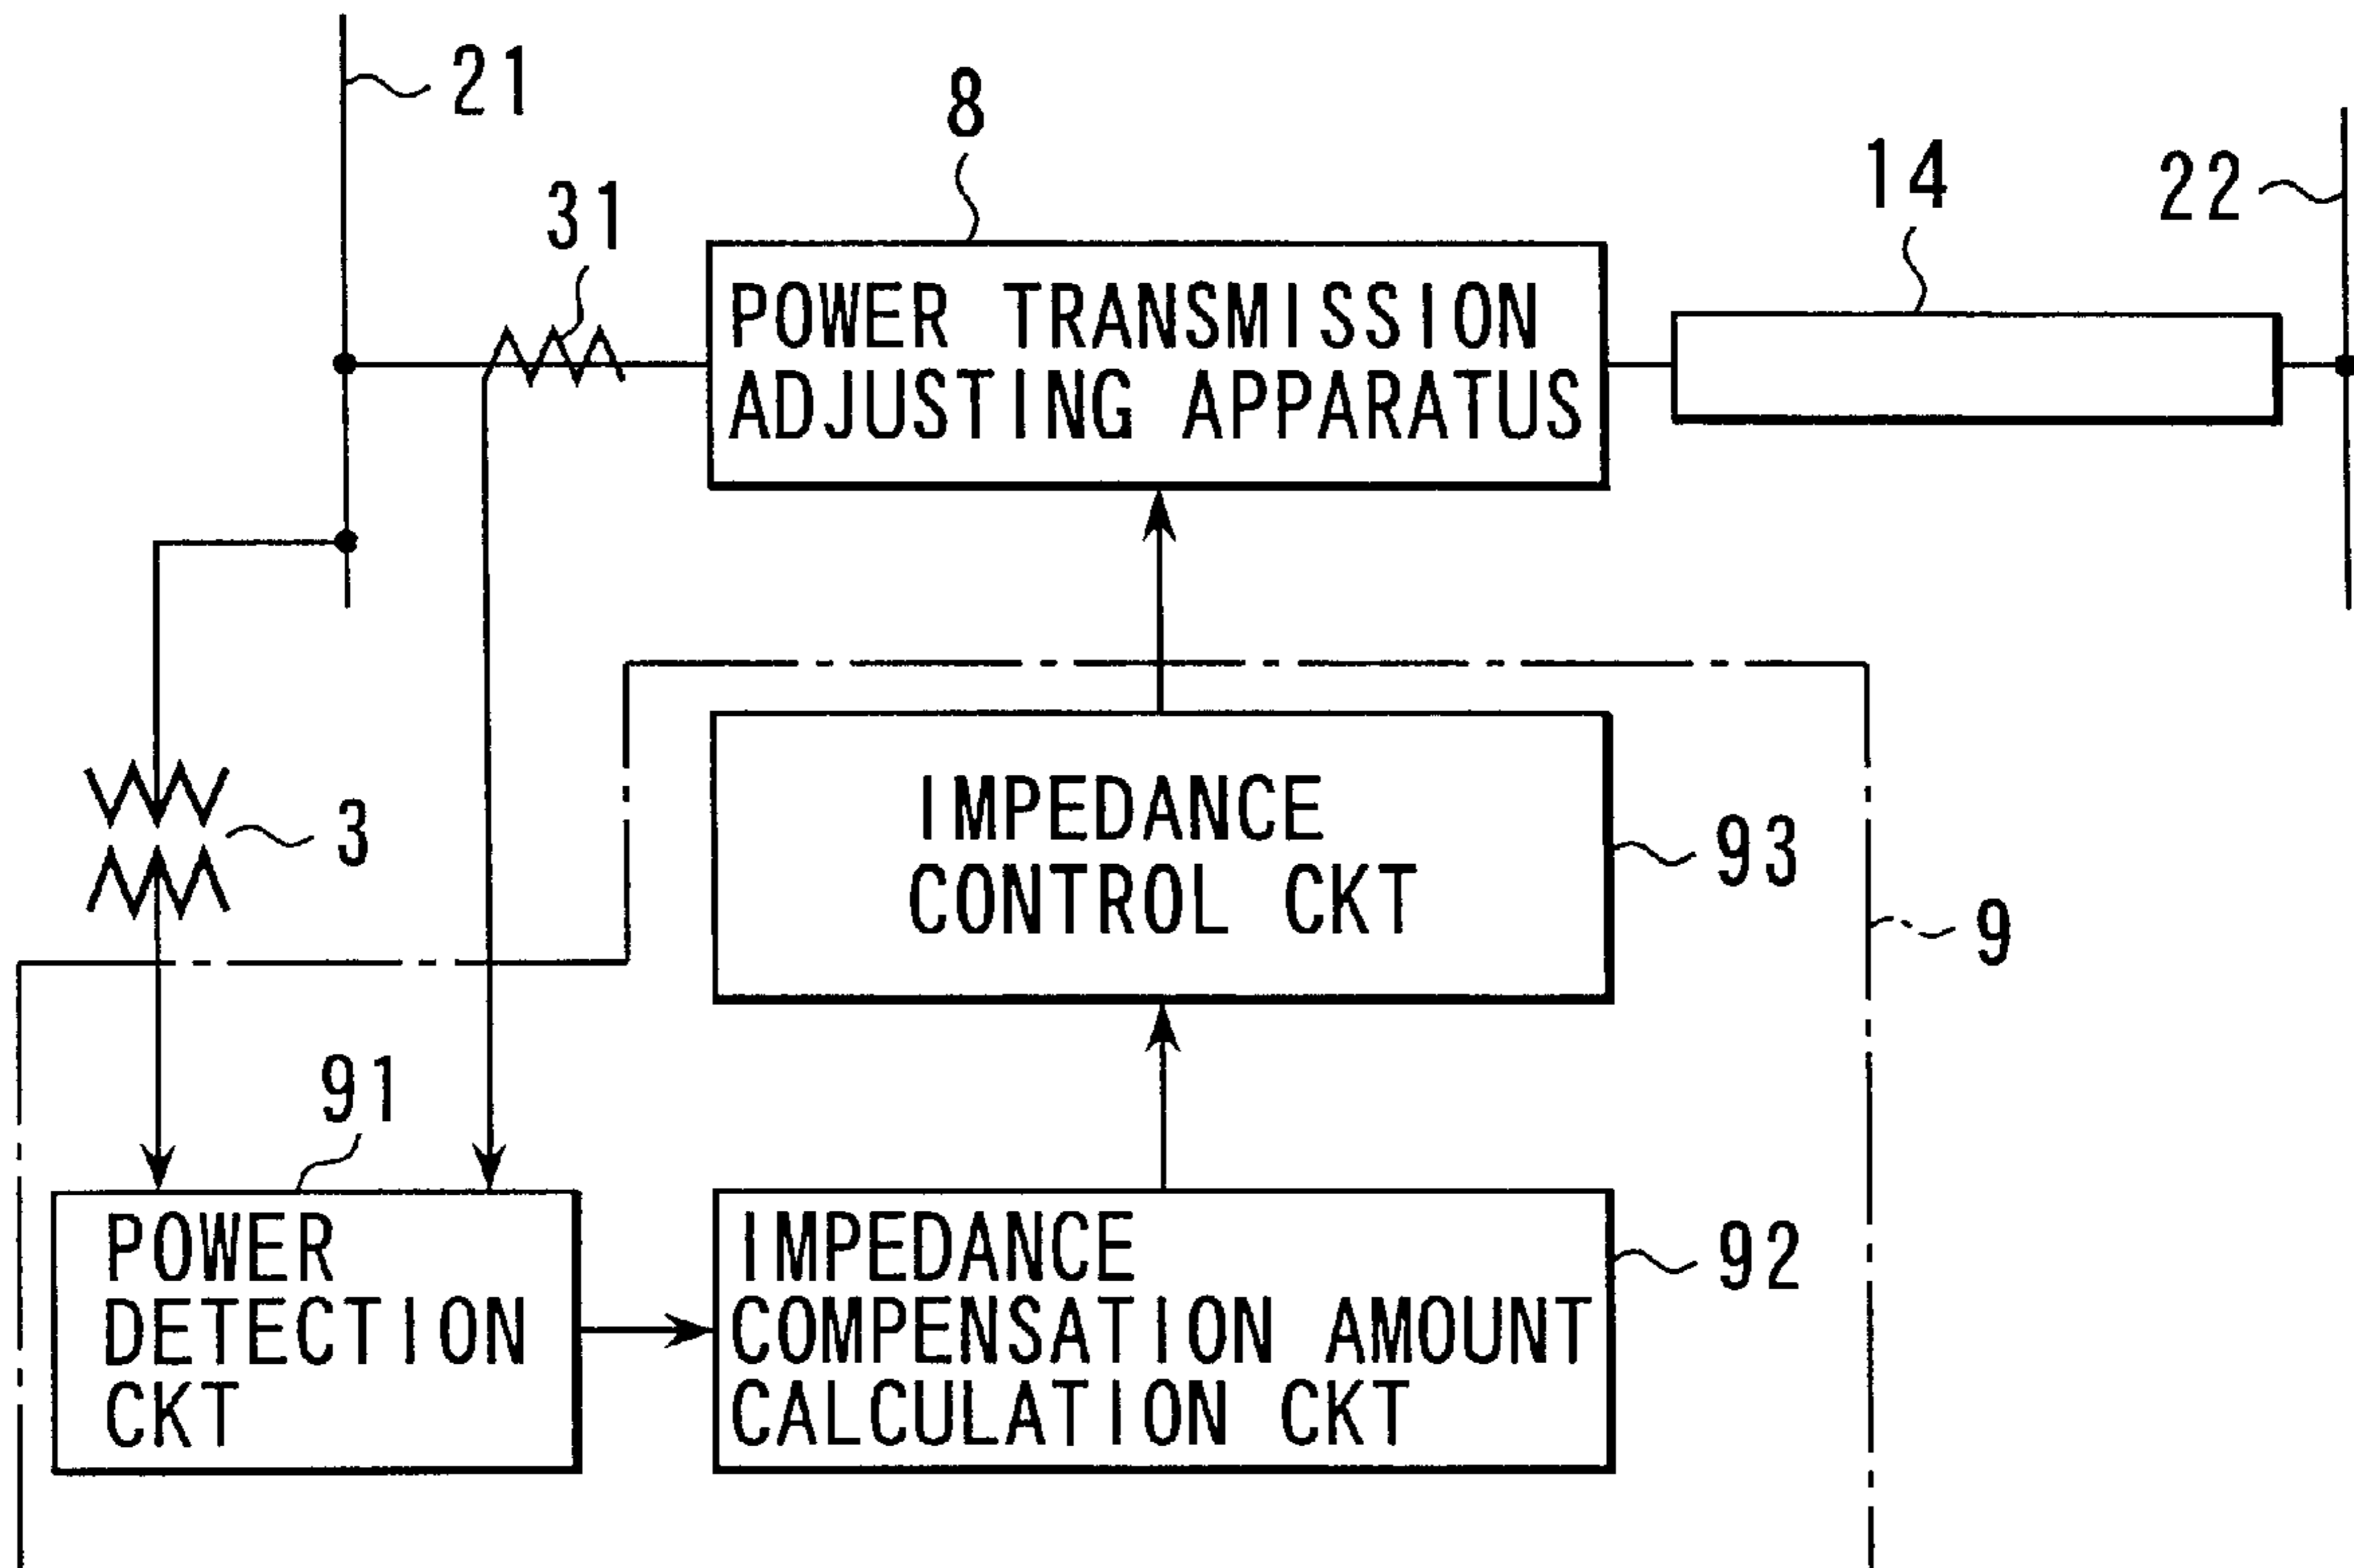 21
8
14
22
31
POWER TRANSMISSION
ADJUSTING APPARATUS
3
IMPEDANCE
CONTROL CKT
93
9
91
POWER
DETECTION
CKT
IMPEDANCE
COMPENSATION AMOUNT
CALCULATION CKT
92